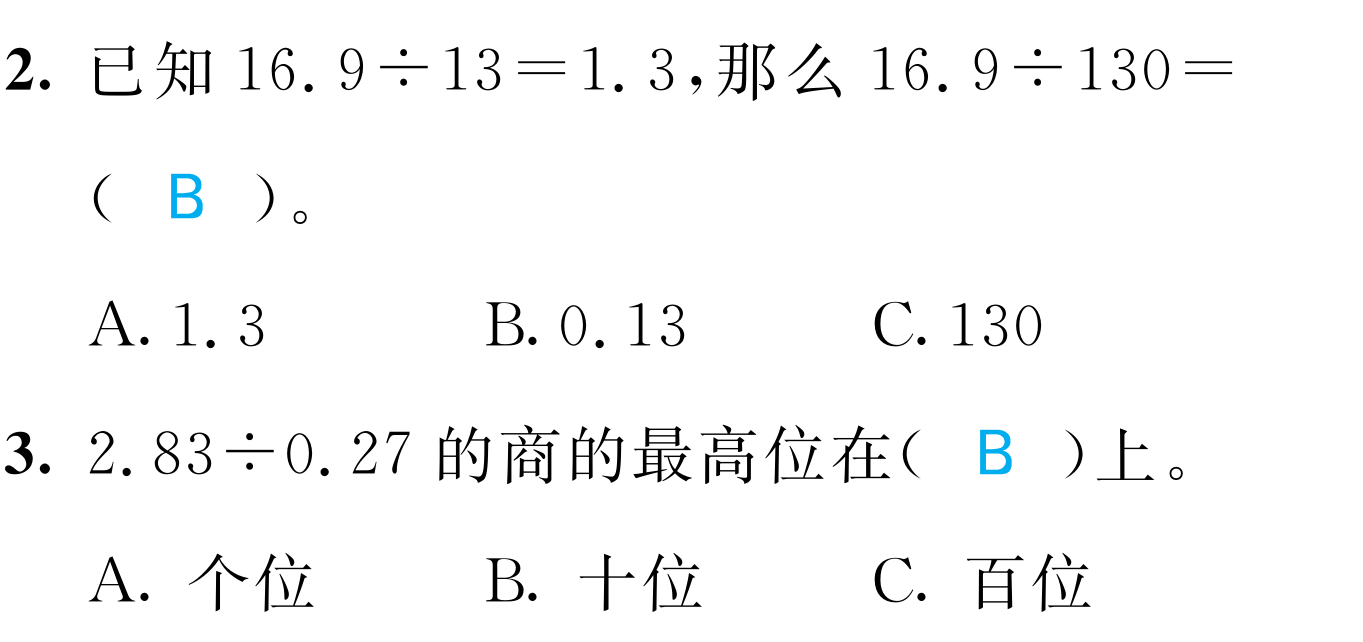 2. 已知 16.9÷13=1.3,那么 16.9÷130=
( B )。
A. 1.3 B. 0.13 C. 130
3. 2.83÷0.27 的商的最高位在( B )上。
A. 个位 B. 十位 C. 百位